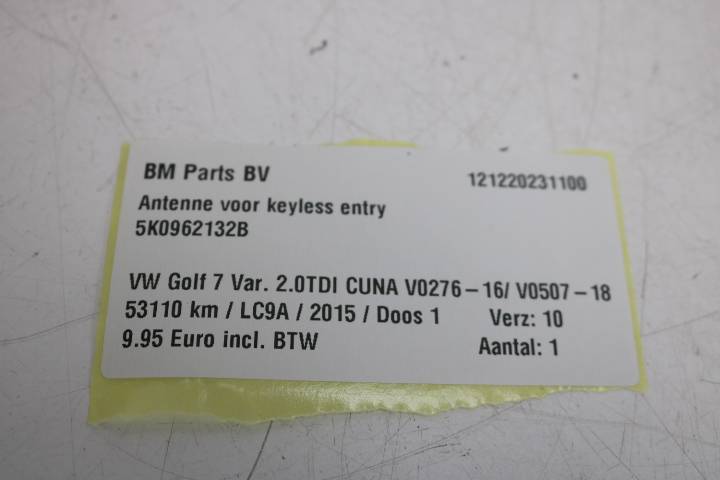 BM Parts BV 121220231100
Antenne voor keyless entry
5K0962132B
VW Golf 7 Var. 2.0TDI CUNA V0276-16/ V0507-18
53110 km / LC9A / 2015 / Doos 1 Verz: 10
9.95 Euro incl. BTW Aantal: 1